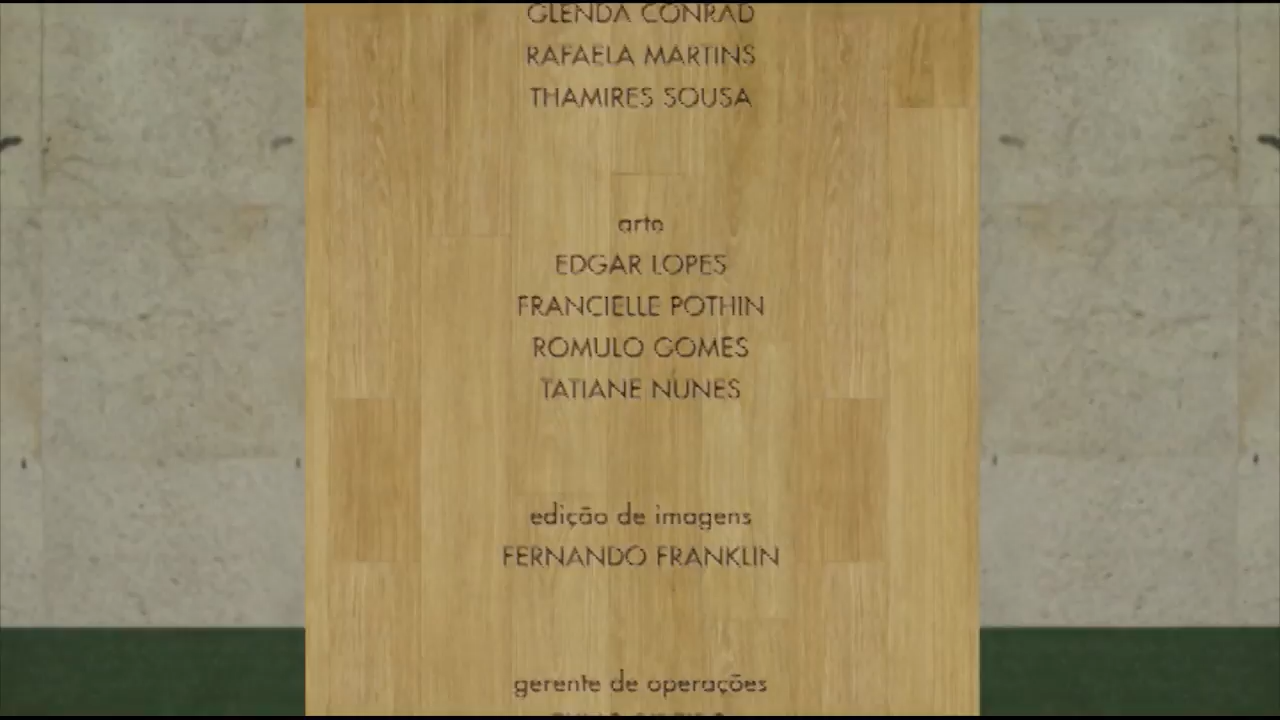 GLENDA CONRAD
RAFAELA MARTINS
THAMIRES SOUSA
arte
EDGAR LOPES
FRANCIELLE POTHIN
ROMULO GOMES
TATIANE NUNES
edição de imagens
FERNANDO FRANKLIN
gerente de operações